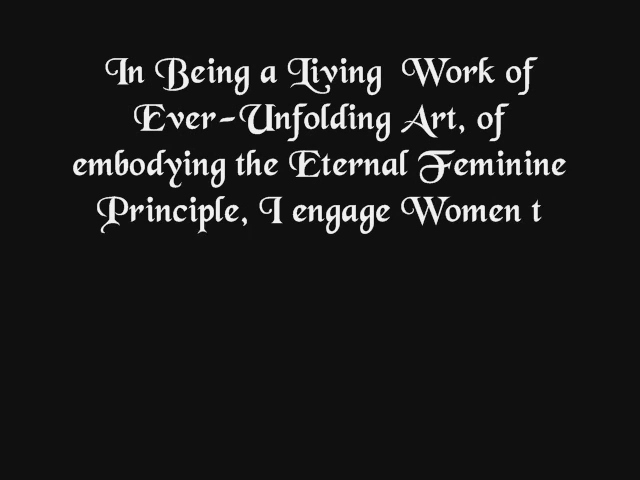 In Being a Living Work of
Ever-Unfolding Art, of
embodying the Eternal Feminine
Principle, I engage Women t